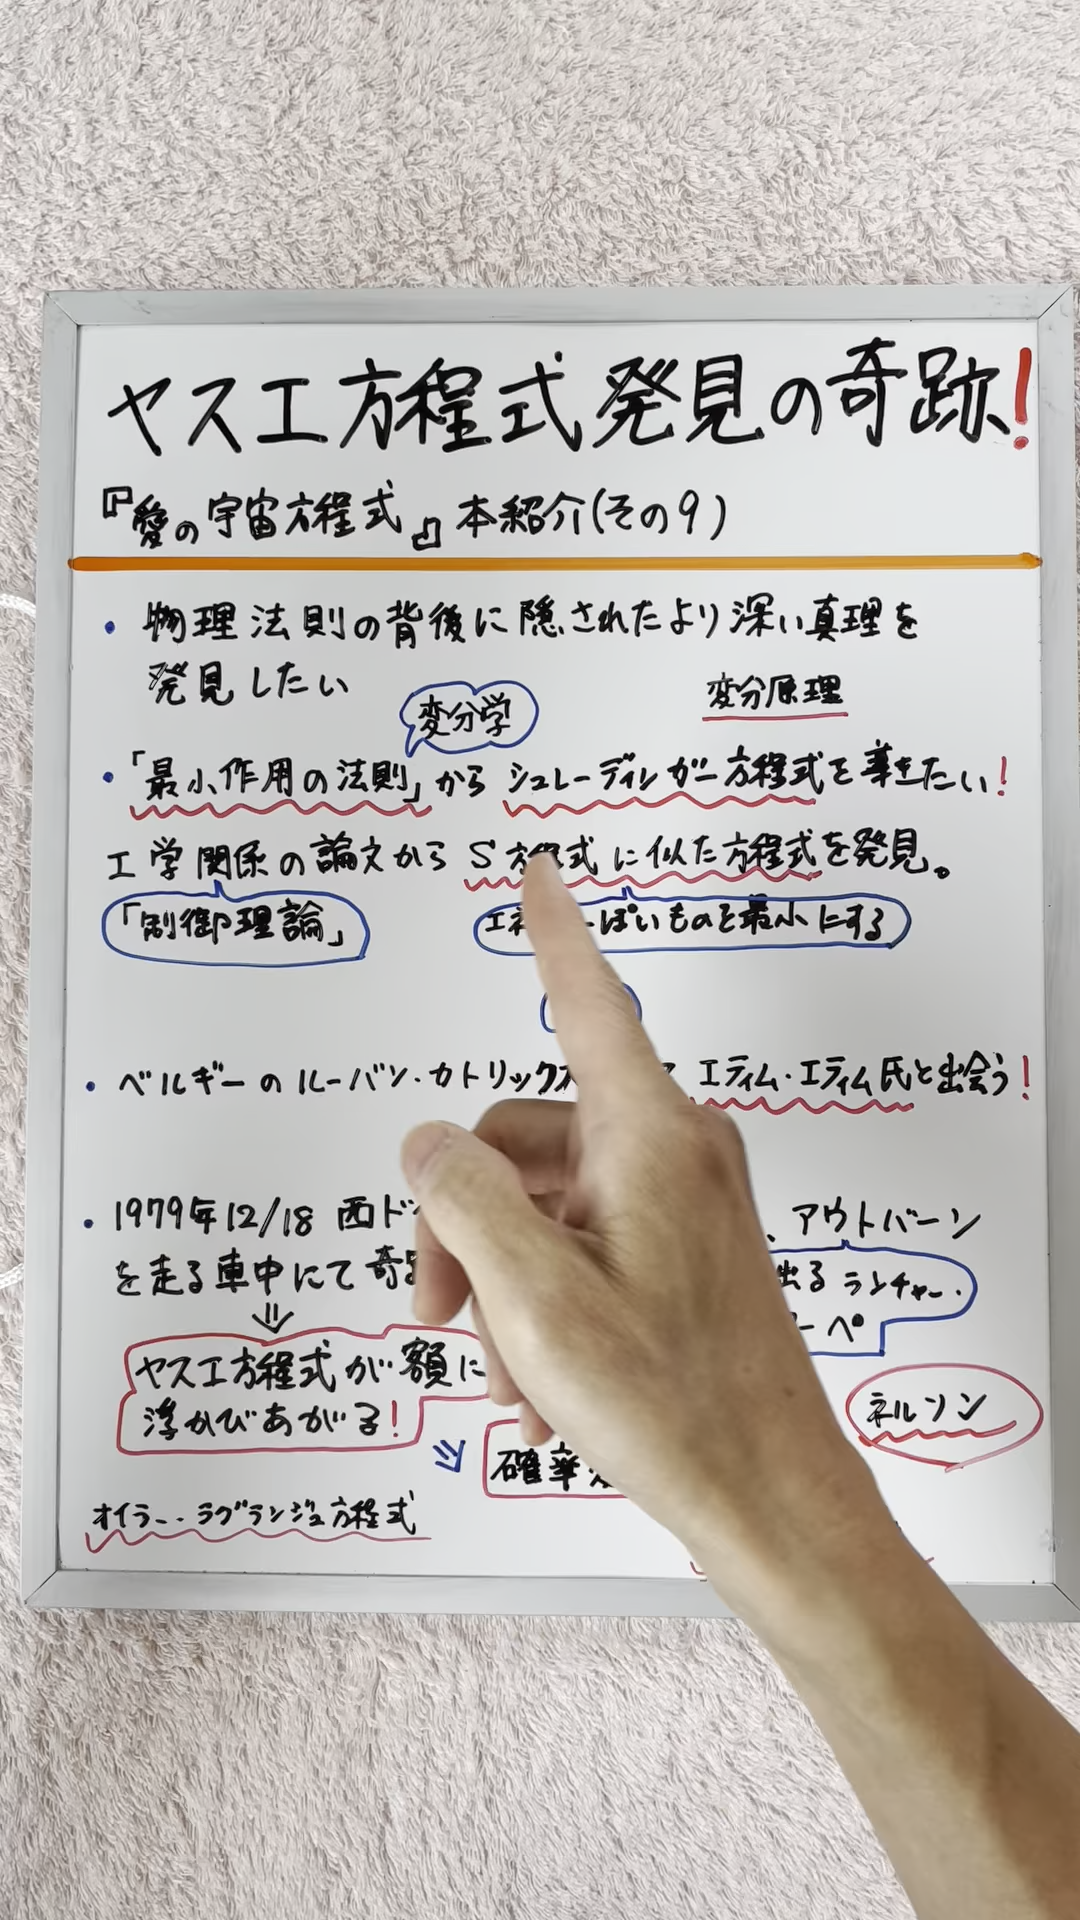 ヤスエ方程式発見の奇跡!
『愛の宇宙方程式』本紹介(その9)
・物理法則の背後に隠されたより深い真理を
発見したい
変分学
変分原理
・「最小作用の法則」からシュレーディンガー方程式を導きたい!
工学関係の論文からS方程式に似た方程式を発見。
「制御理論」
エネ ーぽいものを最小にする
・ベルギーのルーバン・カトリック エティム・エティム氏と出会う!
・1979年12/18 西ド 、アウトバーン
を走る車中にて奇
出るランチャー・
ーペ
⇓
ヤスエ方程式が額に
浮かびあがる!
ネルソン
確率
オイラー・ラグランジュ方程式